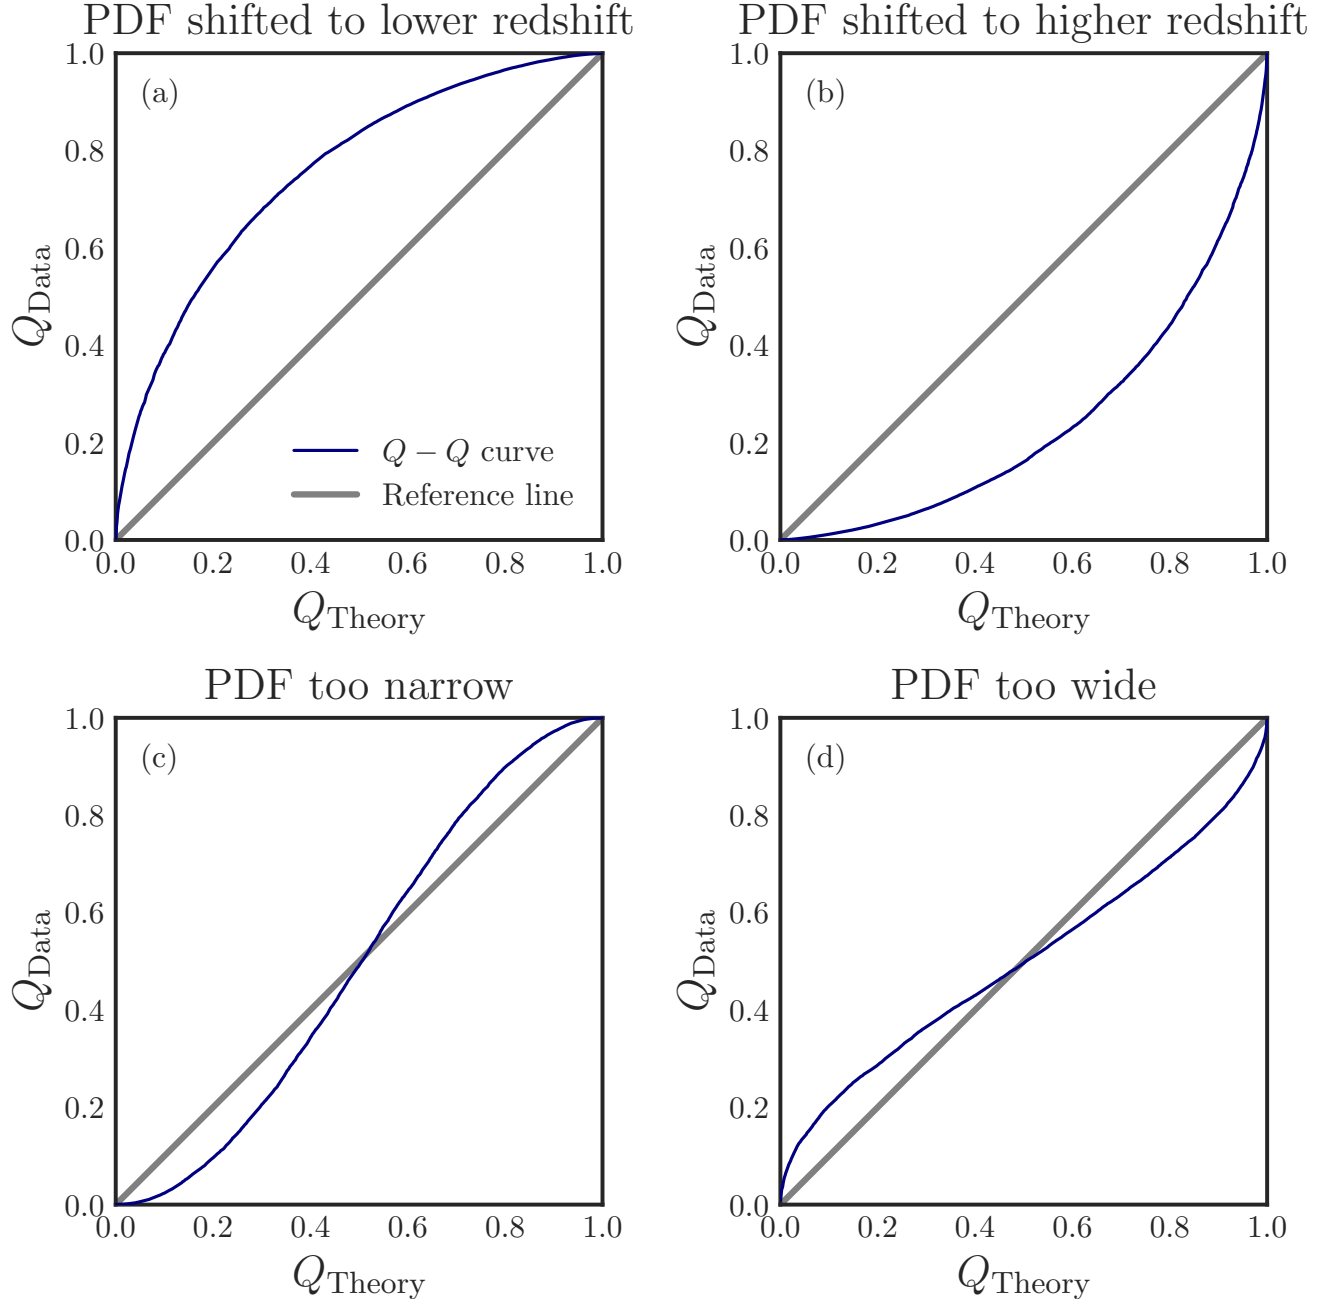 PDF shifted to lower redshift
(a)
1.0
0.8
0.6
0.4
0.2
0.0
Q_Data
Q − Q curve
Reference line
0.0 0.2 0.4 0.6 0.8 1.0
Q_Theory
PDF shifted to higher redshift
(b)
1.0
0.8
0.6
0.4
0.2
0.0
Q_Data
0.0 0.2 0.4 0.6 0.8 1.0
Q_Theory
PDF too narrow
(c)
1.0
0.8
0.6
0.4
0.2
0.0
Q_Data
0.0 0.2 0.4 0.6 0.8 1.0
Q_Theory
PDF too wide
(d)
1.0
0.8
0.6
0.4
0.2
0.0
Q_Data
0.0 0.2 0.4 0.6 0.8 1.0
Q_Theory